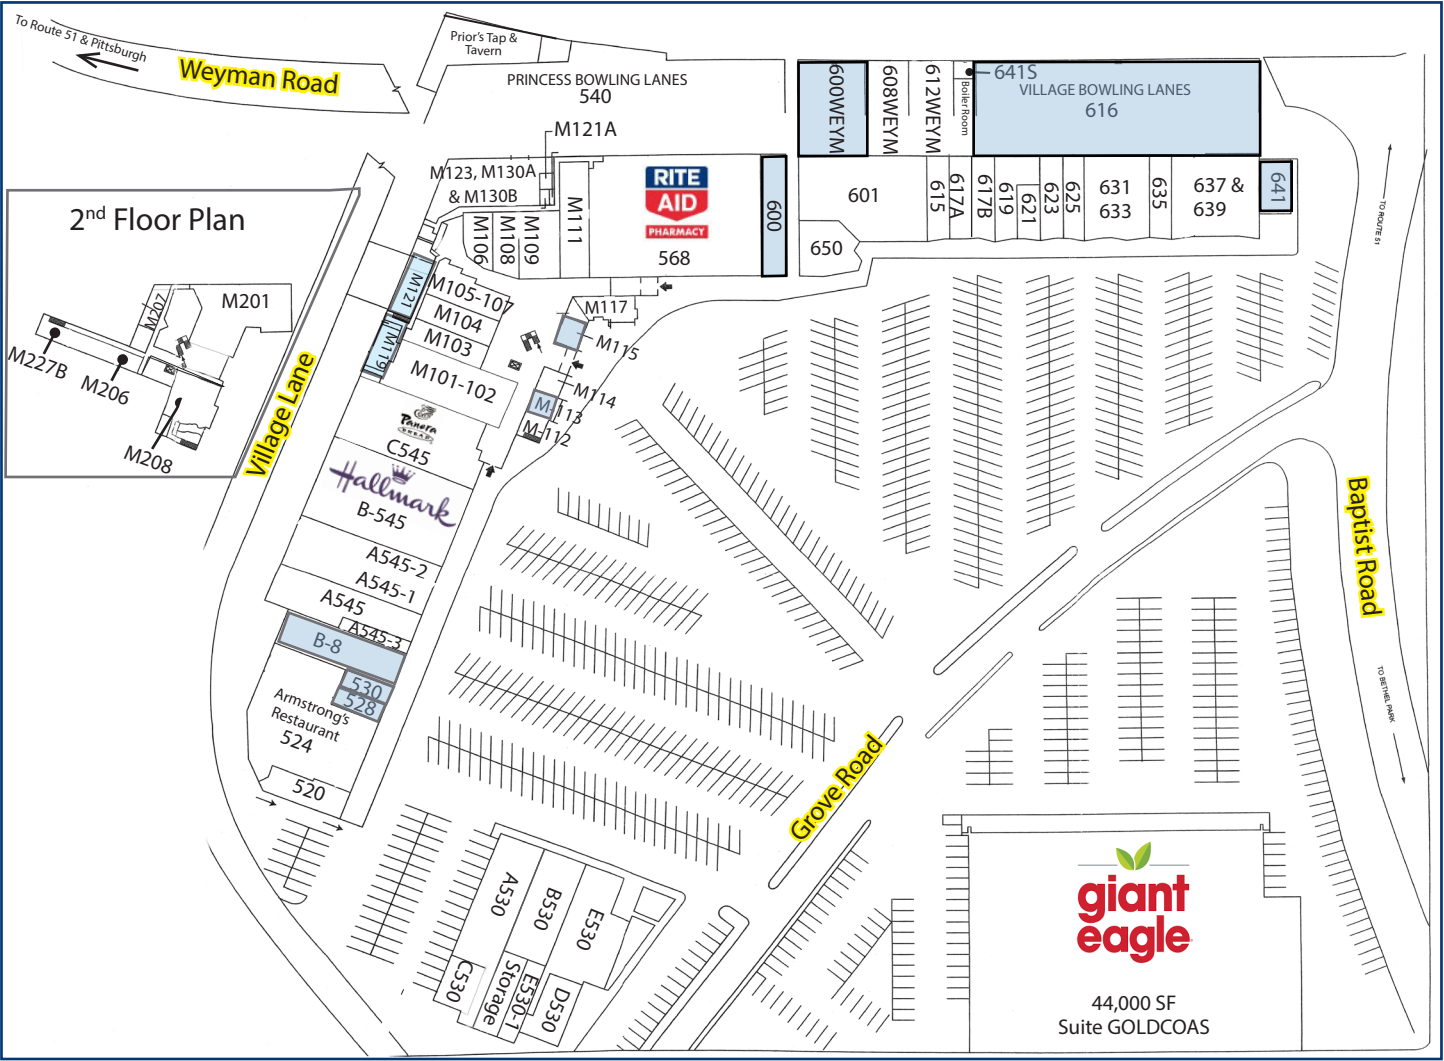 To Route 51 & Pittsburgh
Weyman Road
Prior's Tap &
Tavern
PRINCESS BOWLING LANES
540
M121A
M123, M130A
& M130B
M106
M108
M109
M111
RITE
AID
PHARMACY
568
600
600WEYM
608WEYM
612WEYM
Boiler Room
641S
VILLAGE BOWLING LANES
616
601
615
617A
617B
619
621
623
625
631
633
635
637 &
639
641
650
TO ROUTE 51
2nd Floor Plan
M207
M201
M227B
M206
M208
Village Lane
M121
M119
M105-107
M104
M103
M101-102
M117
M115
M114
M-113
M-112
Panera
BREAD
C545
Hallmark
B-545
A545-2
A545-1
A545
A545-3
B-8
530
528
Armstrong's
Restaurant
524
520
Baptist Road
TO BETHEL PARK
Grove Road
A530
B530
E530
C530
Storage
E530-1
D530
giant
eagle
44,000 SF
Suite GOLDCOAS